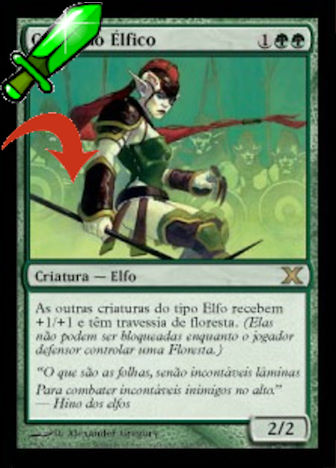 o Élfico 1
Criatura — Elfo X
As outras criaturas do tipo Elfo recebem
+1/+1 e têm travessia de floresta. (Elas
não podem ser bloqueadas enquanto o jogador
defensor controlar uma Floresta.)
“O que são as folhas, senão incontáveis lâminas
Para combater incontáveis inimigos no alto.”
— Hino dos elfos
Alexander Gregory
2/2